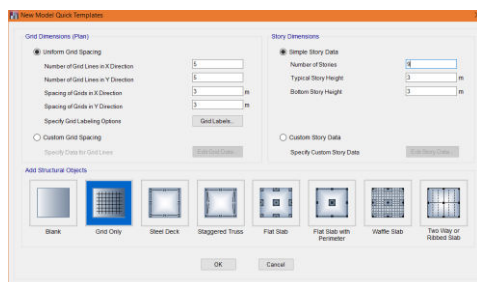 New Model Quick Templates
Grid Dimensions (Plan)
Uniform Grid Spacing
Number of Grid Lines in X Direction 5
Number of Grid Lines in Y Direction 5
Spacing of Grids in X Direction 3 m
Spacing of Grids in Y Direction 3 m
Specify Grid Labeling Options Grid Labels...
Custom Grid Spacing
Specify Data for Grid Lines Edit Grid Data...
Story Dimensions
Simple Story Data
Number of Stories 9
Typical Story Height 3 m
Bottom Story Height 3 m
Custom Story Data
Specify Custom Story Data Edit Story Data...
Add Structural Objects
Blank
Grid Only
Steel Deck
Staggered Truss
Flat Slab
Flat Slab with Perimeter
Waffle Slab
Two Way or Ribbed Slab
OK Cancel